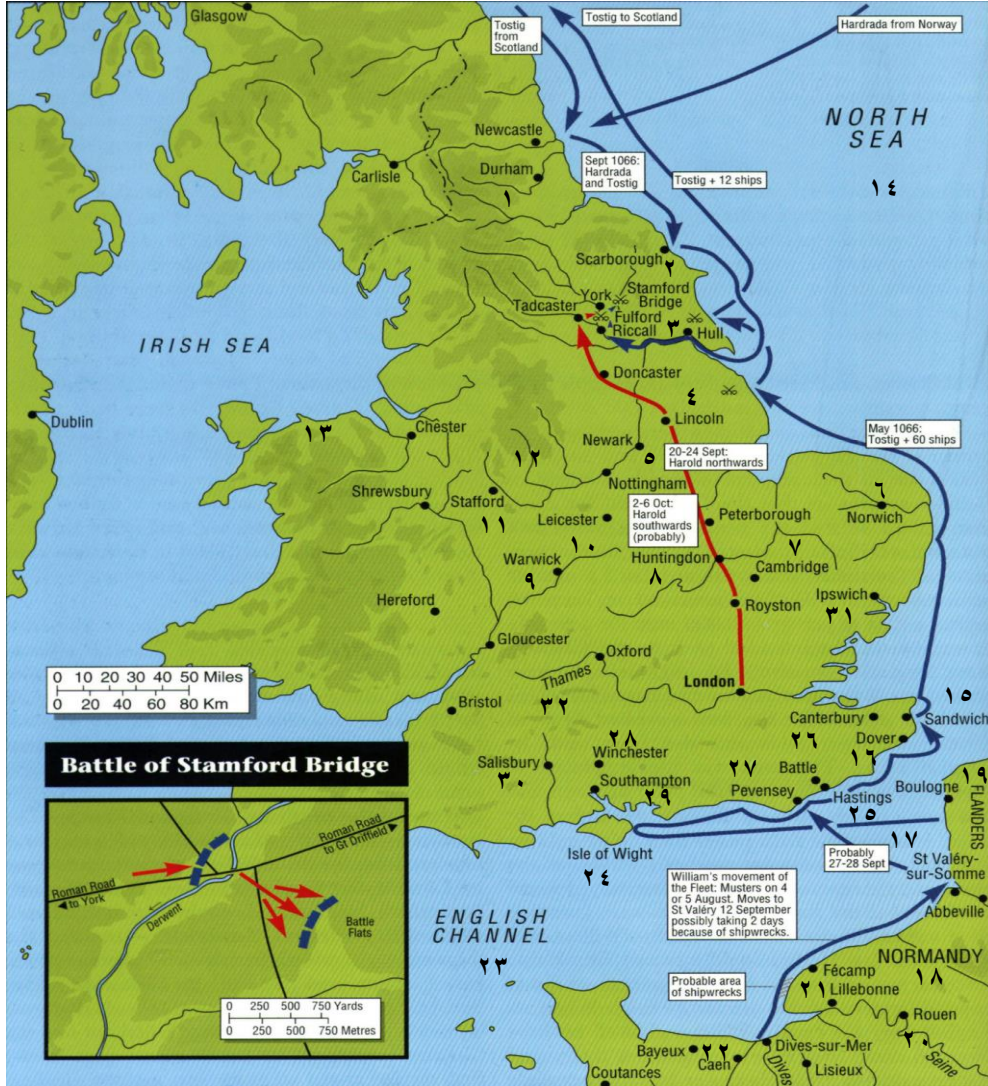 Glasgow
Tostig
from
Scotland
Tostig to Scotland
Hardrada from Norway
NORTH
SEA
١٤
Newcastle
Carlisle
Durham
١
Sept 1066:
Hardrada
and Tostig
Tostig + 12 ships
Scarborough
٢
York
Stamford
Bridge
Tadcaster
Fulford
Riccall
٣
Hull
IRISH SEA
Doncaster
٤
Lincoln
Dublin
١٣
Chester
May 1066:
Tostig + 60 ships
Newark
٥
١٢
20-24 Sept:
Harold northwards
Nottingham
Shrewsbury
Stafford
١١
٦
Norwich
2-6 Oct:
Harold
southwards
(probably)
Leicester
١٠
Peterborough
٧
Warwick
٩
Huntingdon
٨
Cambridge
Hereford
Royston
Ipswich
٣١
Gloucester
0 10 20 30 40 50 Miles
0 20 40 60 80 Km
Oxford
Thames
London
Bristol
٣٢
Canterbury
٢٦
١٥
Sandwich
Dover
١٦
٢٨
Winchester
Salisbury
٣٠
Southampton
٢٩
٢٧
Battle
Pevensey
Hastings
٢٥
Boulogne
١٩
FLANDERS
Isle of Wight
٢٤
Probably
27-28 Sept
١٧
St Valéry-
sur-Somme
Abbeville
William's movement of
the Fleet: Musters on 4
or 5 August. Moves to
St Valéry 12 September
possibly taking 2 days
because of shipwrecks.
ENGLISH
CHANNEL
٢٣
NORMANDY
١٨
Probable area
of shipwrecks
Fécamp
٢١
Lillebonne
Rouen
٢٠
Seine
Bayeux
٢٢
Caen
Dives-sur-Mer
Dives
Lisieux
Coutances
Battle of Stamford Bridge
Roman Road
to Gt Driffield
Roman Road
to York
Derwent
Battle
Flats
0 250 500 750 Yards
0 250 500 750 Metres